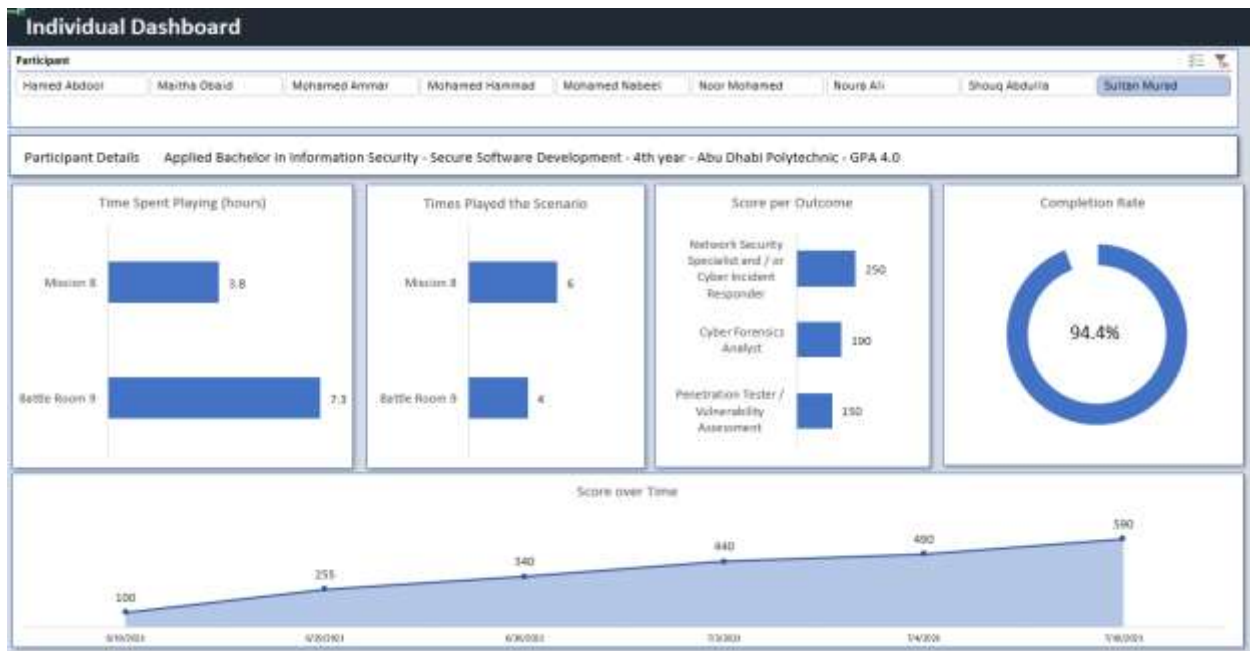 Individual Dashboard
Participant
Hamed Abdool Maitha Obaid Mohamed Ammar Mohamed Hammad Mohamed Nabeel Noor Mohamed Noura Ali Shouq Abdulla Sultan Murad
Participant Details Applied Bachelor in Information Security - Secure Software Development - 4th year - Abu Dhabi Polytechnic - GPA 4.0
Time Spent Playing (hours)
Mission 8
3.8
Battle Room 9
7.3
Times Played the Scenario
Mission 8
6
Battle Room 9
4
Score per Outcome
Network Security
Specialist and / or
Cyber Incident
Responder
250
Cyber Forensics
Analyst
190
Penetration Tester /
Vulnerability
Assessment
150
Completion Rate
94.4%
Score over Time
100
255
340
440
490
590